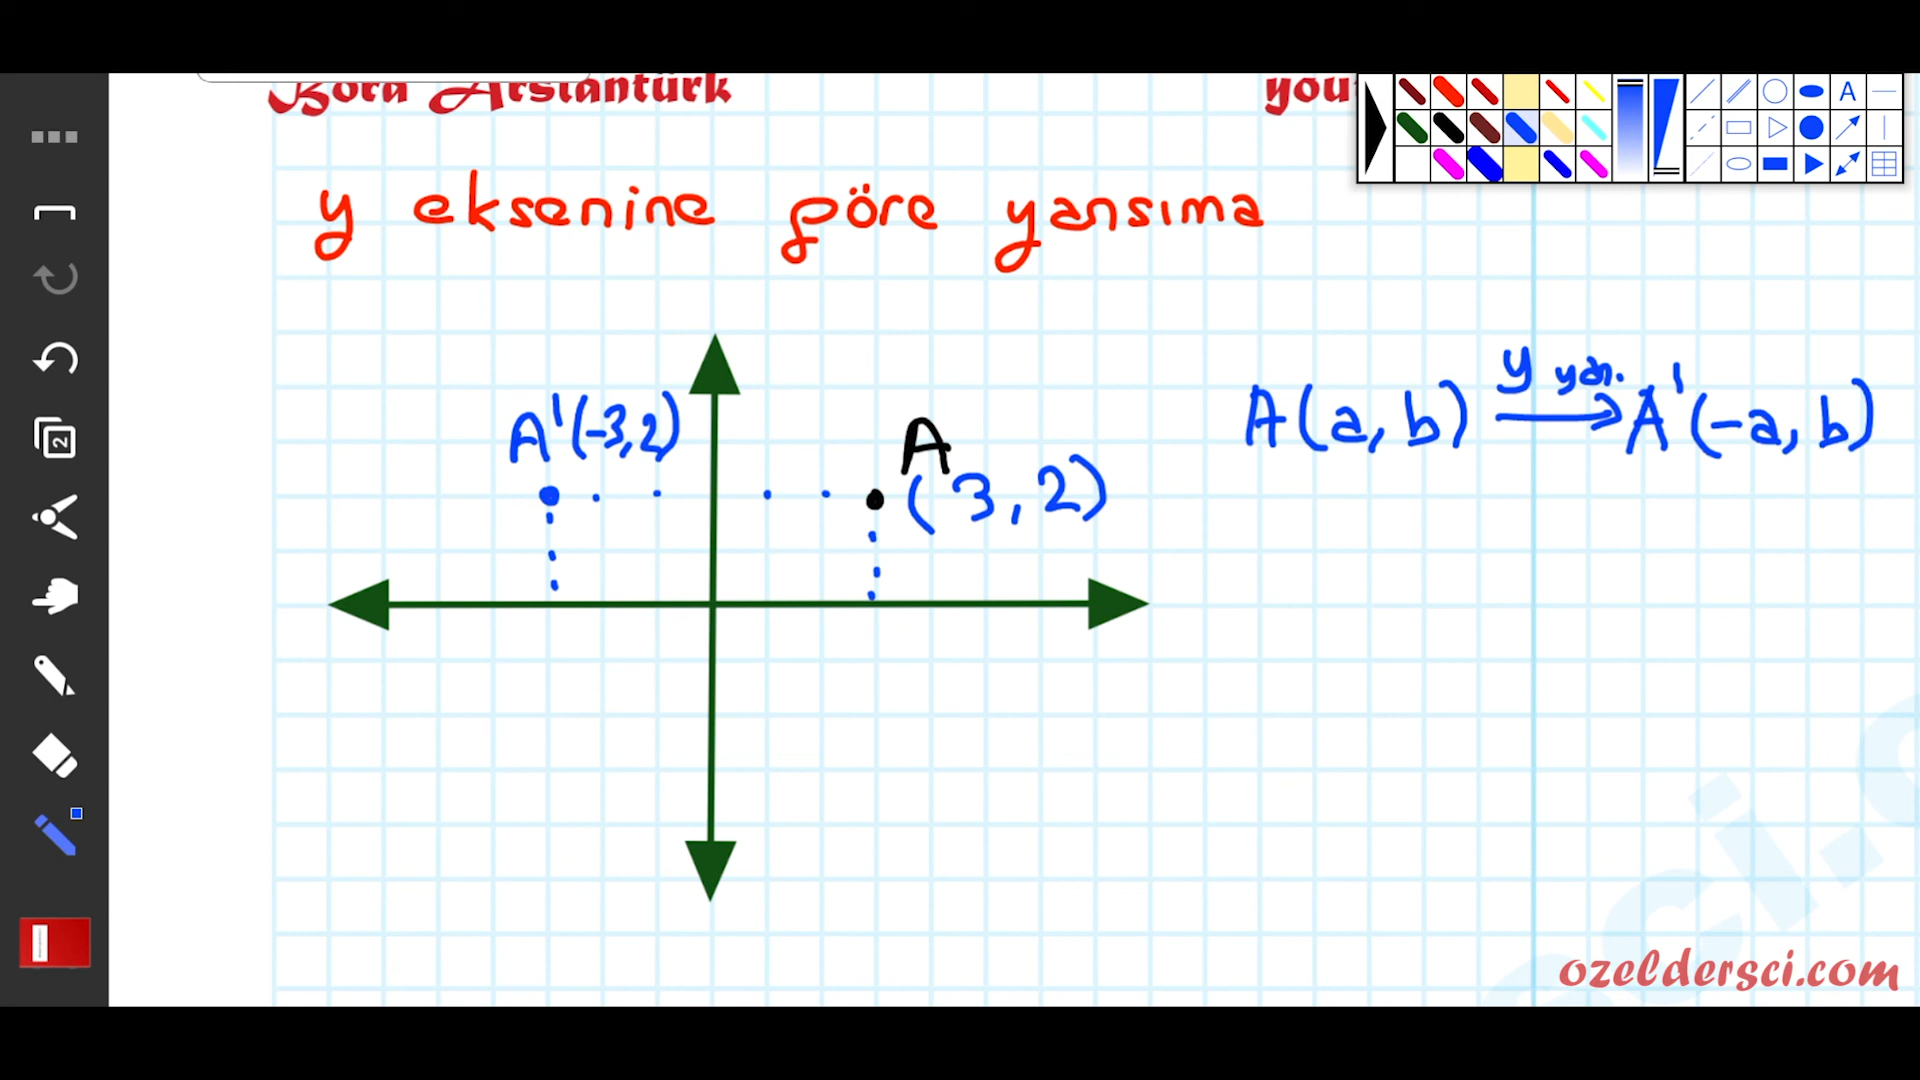 Bora Arslantürk
you
y eksenine göre yansıma
A'(-3,2)
A
(3,2)
A(a,b) y yan. → A'(-a,b)
ozeldersci.com